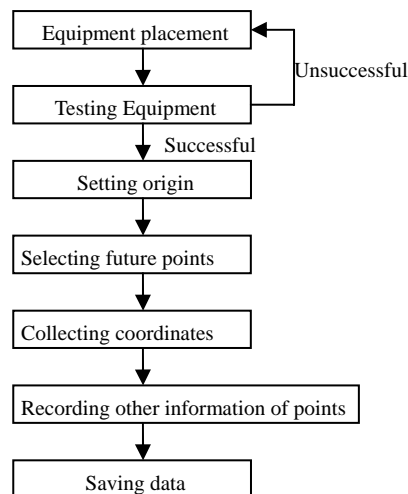 Equipment placement
Unsuccessful
Testing Equipment
Successful
Setting origin
Selecting future points
Collecting coordinates
Recording other information of points
Saving data